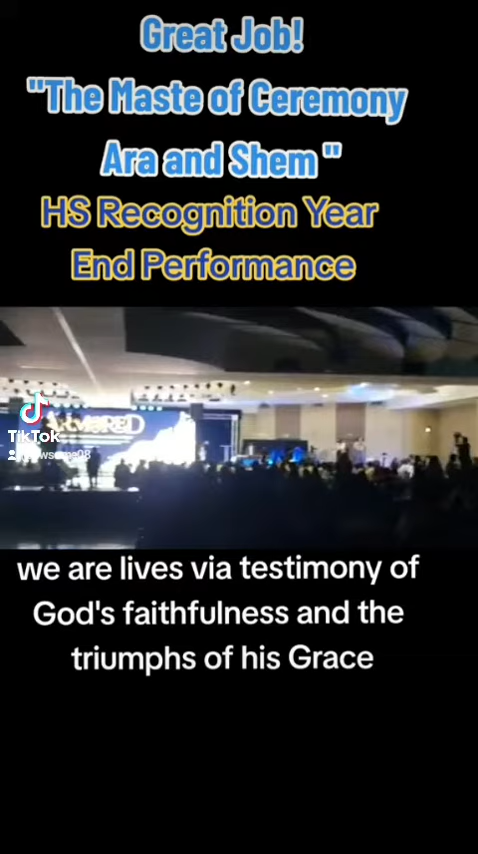 Great Job!
"The Maste of Ceremony
Ara and Shem "
HS Recognition Year
End Performance
TikTok
we are lives via testimony of
God's faithfulness and the
triumphs of his Grace